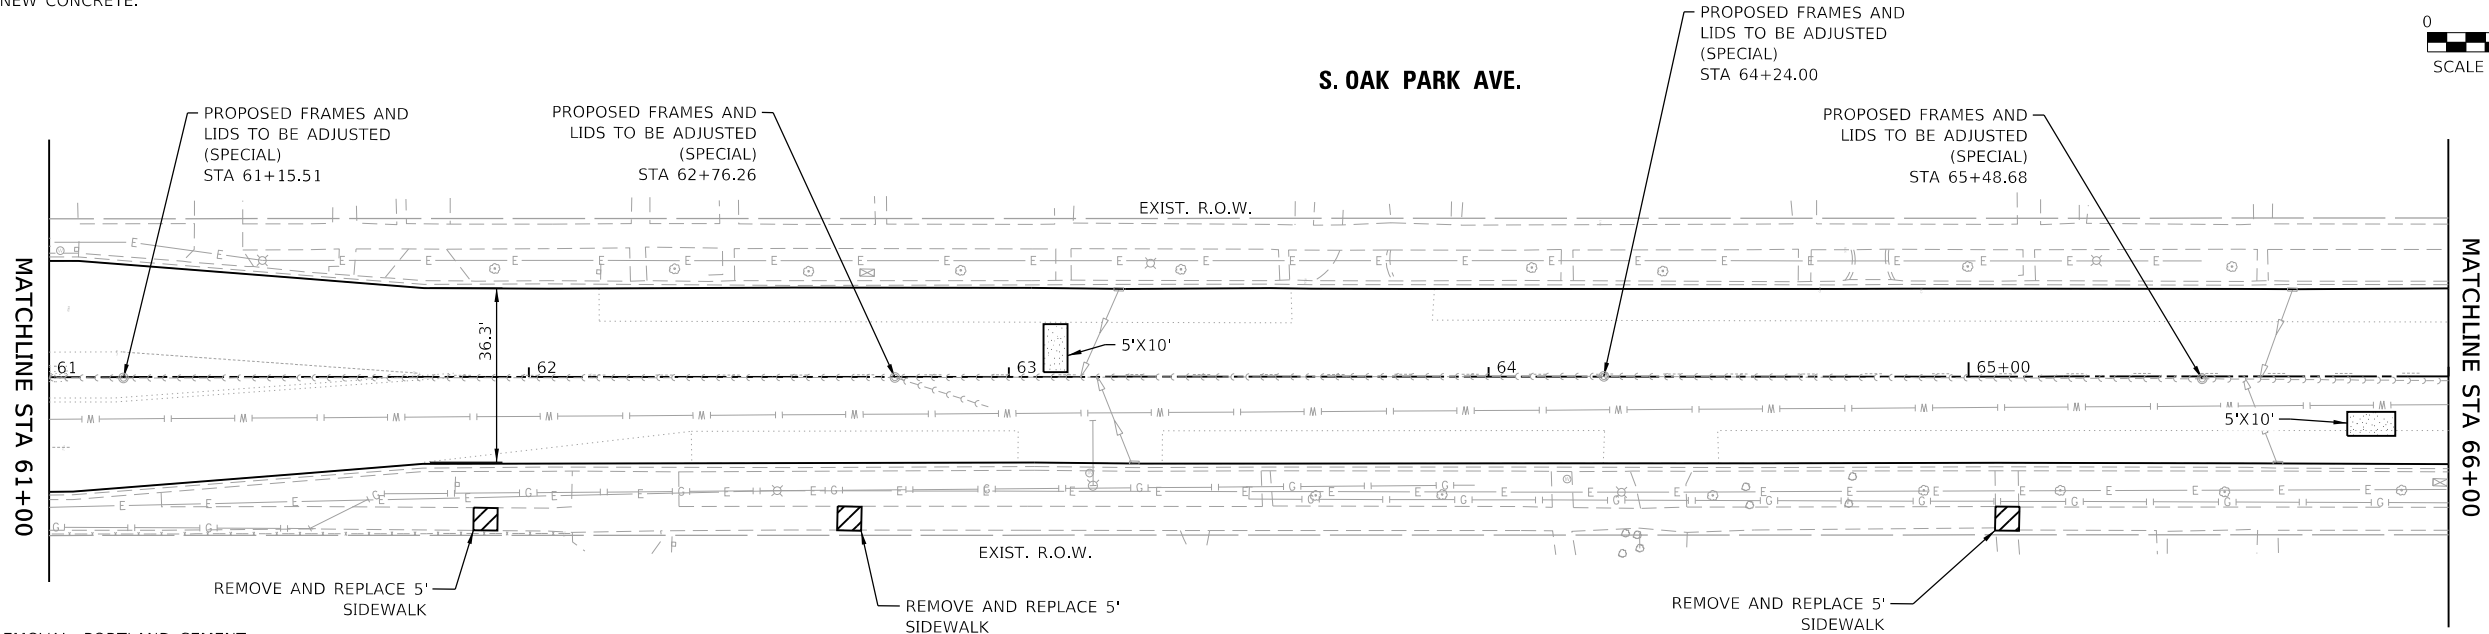 NEW CONCRETE.
PROPOSED FRAMES AND
LIDS TO BE ADJUSTED
(SPECIAL)
STA 64+24.00
0
SCALE
S. OAK PARK AVE.
PROPOSED FRAMES AND
LIDS TO BE ADJUSTED
(SPECIAL)
STA 61+15.51
PROPOSED FRAMES AND
LIDS TO BE ADJUSTED
(SPECIAL)
STA 62+76.26
PROPOSED FRAMES AND
LIDS TO BE ADJUSTED
(SPECIAL)
STA 65+48.68
EXIST. R.O.W.
MATCHLINE STA 61+00
MATCHLINE STA 66+00
36.3'
5'X10'
61
62
63
64
65+00
5'X10'
EXIST. R.O.W.
REMOVE AND REPLACE 5'
SIDEWALK
REMOVE AND REPLACE 5'
SIDEWALK
REMOVE AND REPLACE 5'
SIDEWALK